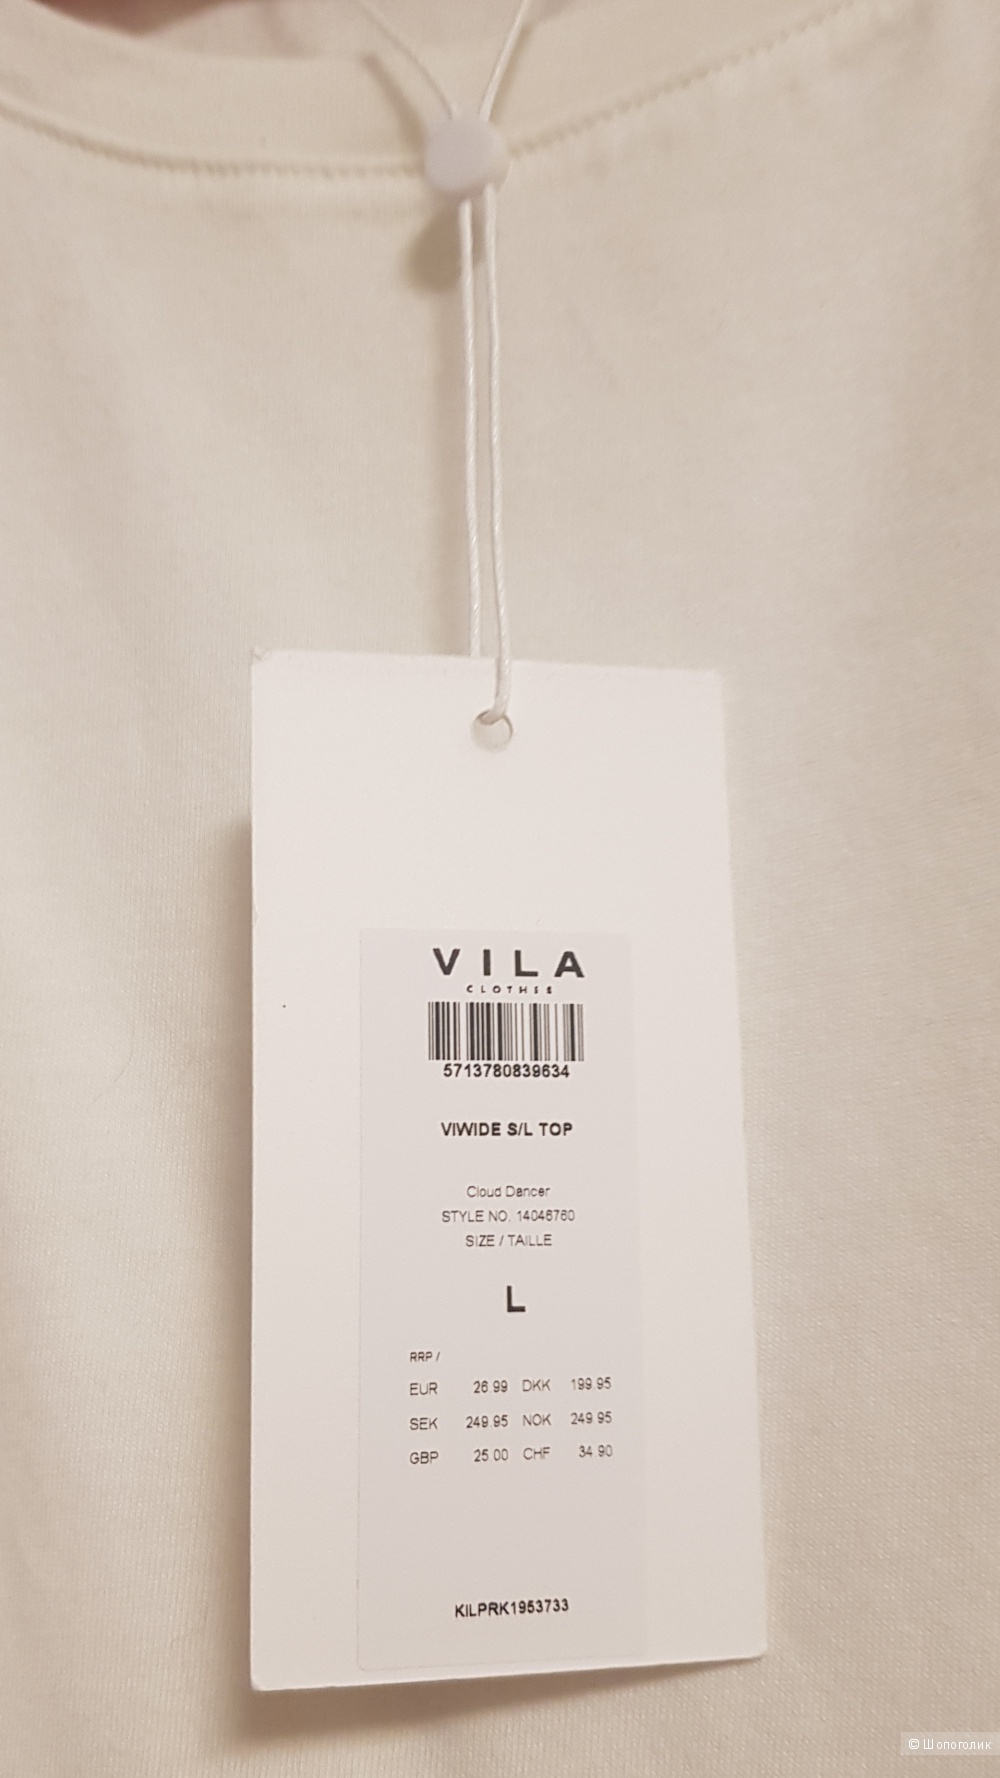 VILA
CLOTHES
5713780839634
VIWIDE S/L TOP
Cloud Dancer
STYLE NO. 14046760
SIZE / TAILLE
L
RRP /
EUR 26.99 DKK 199.95
SEK 249.95 NOK 249.95
GBP 25.00 CHF 34.90
KILPRK1953733
© Шопоголик